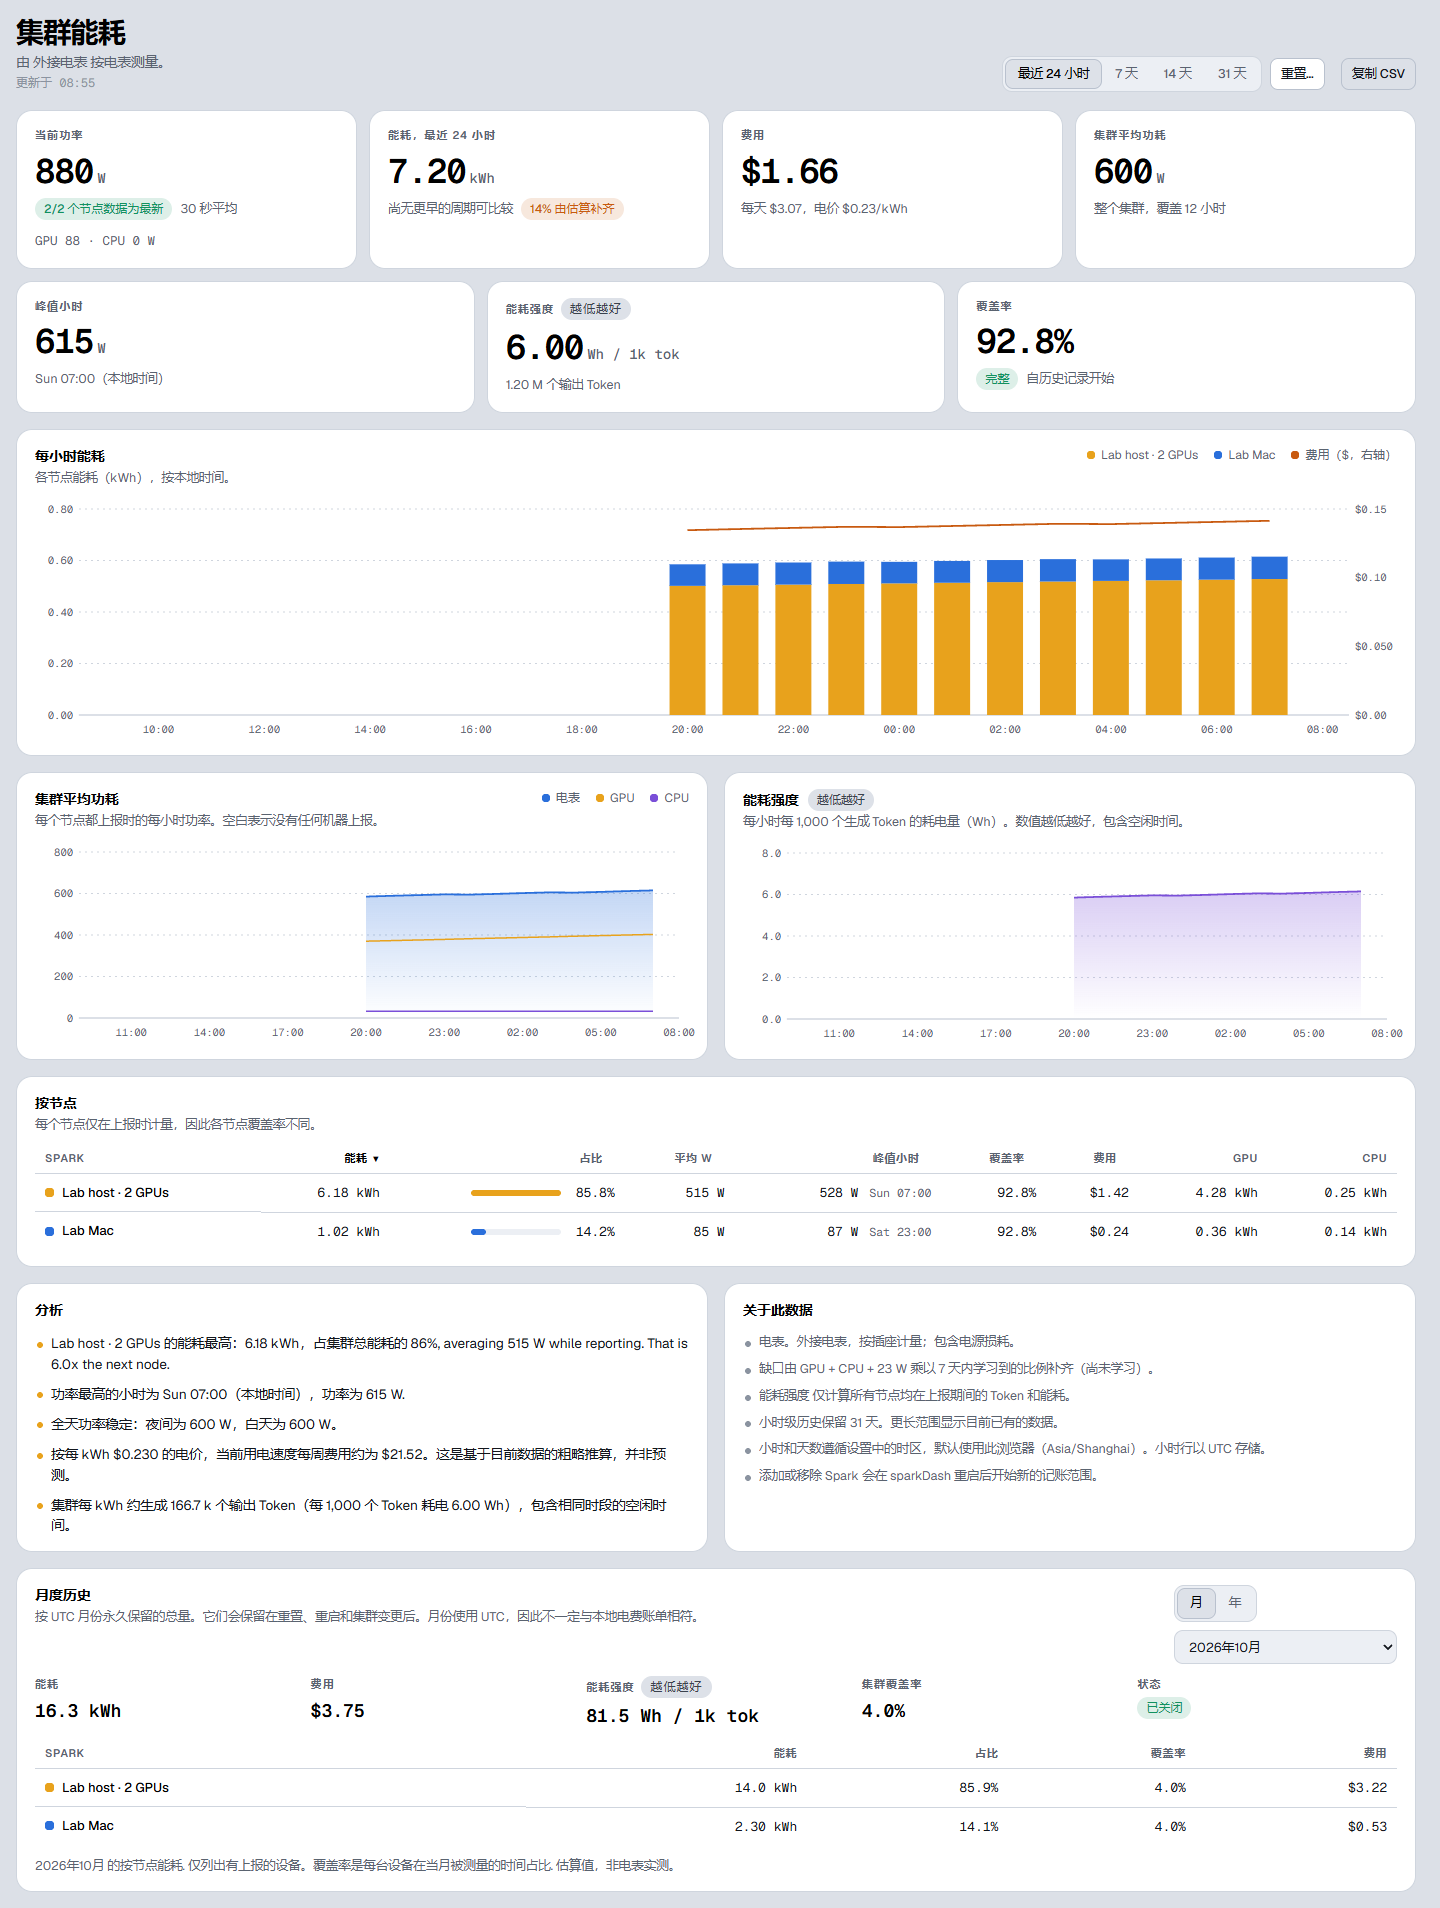 集群能耗
由 外接电表 按电表测量。
更新于 08:55
最近 24 小时
7 天
14 天
31 天
重置…
复制 CSV
当前功率
880 W
2/2 个节点数据为最新 30 秒平均
GPU 88 · CPU 0 W
能耗，最近 24 小时
7.20 kWh
尚无更早的周期可比较 14% 由估算补齐
费用
$1.66
每天 $3.07，电价 $0.23/kWh
集群平均功耗
600 W
整个集群，覆盖 12 小时
峰值小时
615 W
Sun 07:00（本地时间）
能耗强度 越低越好
6.00 Wh / 1k tok
1.20 M 个输出 Token
覆盖率
92.8%
完整 自历史记录开始
每小时能耗
各节点能耗（kWh），按本地时间。
Lab host · 2 GPUs Lab Mac 费用（$，右轴）
0.80
0.60
0.40
0.20
0.00
$0.15
$0.10
$0.050
$0.00
10:00 12:00 14:00 16:00 18:00 20:00 22:00 00:00 02:00 04:00 06:00 08:00
集群平均功耗
每个节点都上报时的每小时功率。空白表示没有任何机器上报。
电表 GPU CPU
800
600
400
200
0
11:00 14:00 17:00 20:00 23:00 02:00 05:00 08:00
能耗强度 越低越好
每小时每 1,000 个生成 Token 的耗电量（Wh）。数值越低越好，包含空闲时间。
8.0
6.0
4.0
2.0
0.0
11:00 14:00 17:00 20:00 23:00 02:00 05:00 08:00
按节点
每个节点仅在上报时计量，因此各节点覆盖率不同。
SPARK 能耗 ▼ 占比 平均 W 峰值小时 覆盖率 费用 GPU CPU
Lab host · 2 GPUs 6.18 kWh 85.8% 515 W 528 W Sun 07:00 92.8% $1.42 4.28 kWh 0.25 kWh
Lab Mac 1.02 kWh 14.2% 85 W 87 W Sat 23:00 92.8% $0.24 0.36 kWh 0.14 kWh
分析
Lab host · 2 GPUs 的能耗最高：6.18 kWh，占集群总能耗的 86%, averaging 515 W while reporting. That is
6.0x the next node.
功率最高的小时为 Sun 07:00（本地时间），功率为 615 W.
全天功率稳定：夜间为 600 W，白天为 600 W。
按每 kWh $0.230 的电价，当前用电速度每周费用约为 $21.52。这是基于目前数据的粗略推算，并非预
测。
集群每 kWh 约生成 166.7 k 个输出 Token（每 1,000 个 Token 耗电 6.00 Wh），包含相同时段的空闲时
间。
关于此数据
电表。外接电表，按插座计量；包含电源损耗。
缺口由 GPU + CPU + 23 W 乘以 7 天内学习到的比例补齐（尚未学习）。
能耗强度 仅计算所有节点均在上报期间的 Token 和能耗。
小时级历史保留 31 天。更长范围显示目前已有的数据。
小时和天数遵循设置中的时区，默认使用此浏览器（Asia/Shanghai）。小时行以 UTC 存储。
添加或移除 Spark 会在 sparkDash 重启后开始新的记账范围。
月度历史
按 UTC 月份永久保留的总量。它们会保留在重置、重启和集群变更后。月份使用 UTC，因此不一定与本地电费账单相符。
月 年
2026年10月
能耗
16.3 kWh
费用
$3.75
能耗强度 越低越好
81.5 Wh / 1k tok
集群覆盖率
4.0%
状态
已关闭
SPARK 能耗 占比 覆盖率 费用
Lab host · 2 GPUs 14.0 kWh 85.9% 4.0% $3.22
Lab Mac 2.30 kWh 14.1% 4.0% $0.53
2026年10月 的按节点能耗. 仅列出有上报的设备。覆盖率是每台设备在当月被测量的时间占比. 估算值，非电表实测。